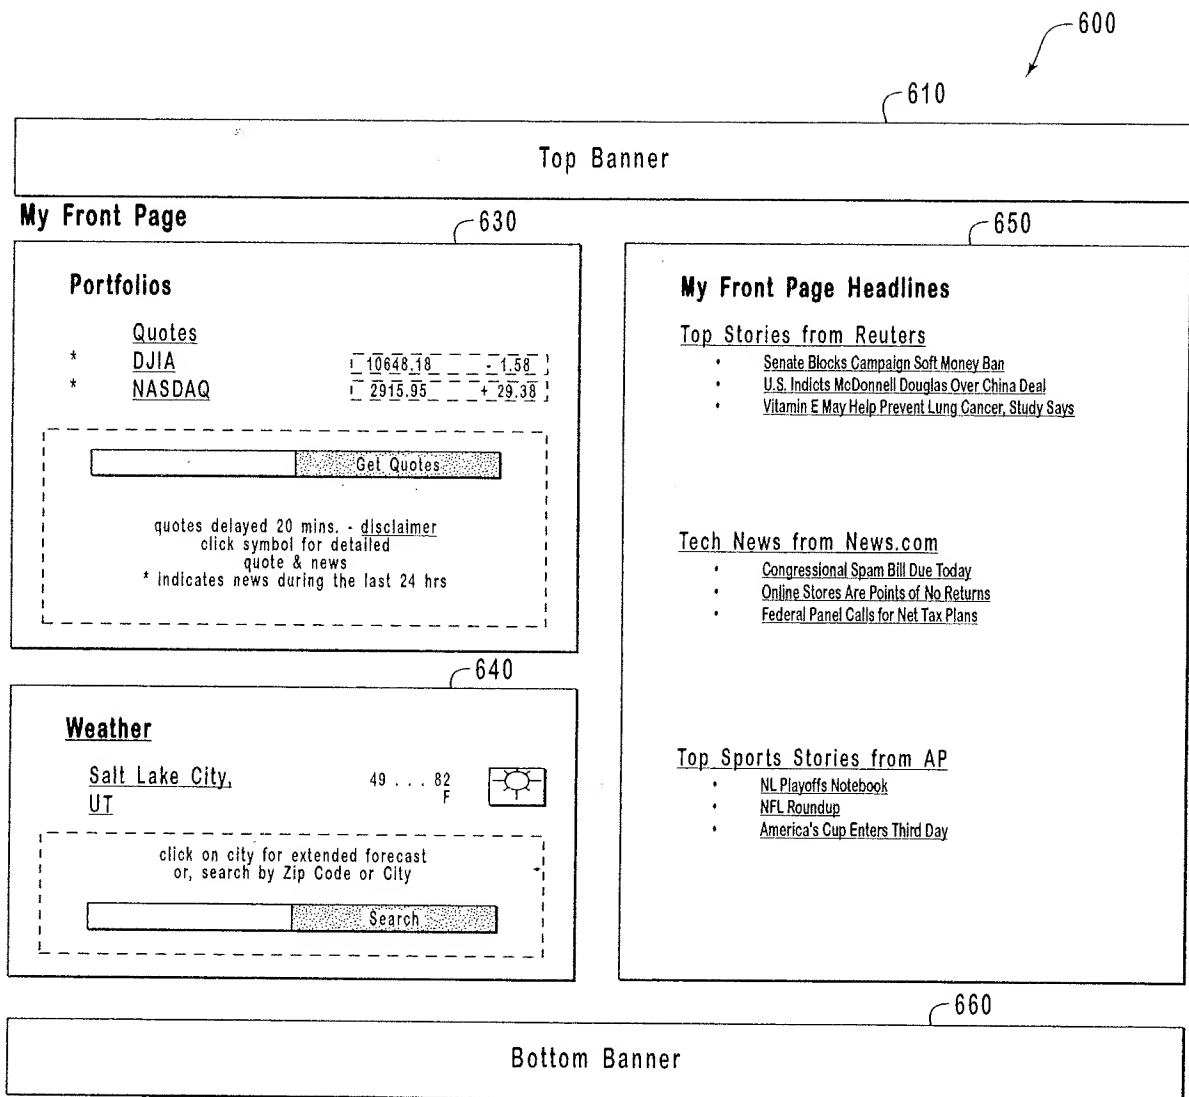 600
610
Top Banner
My Front Page
630
Portfolios
Quotes
* DJIA 10648.18 - 1.58
* NASDAQ 2915.95 + 29.38
Get Quotes
quotes delayed 20 mins. - disclaimer
click symbol for detailed
quote & news
* indicates news during the last 24 hrs
640
Weather
Salt Lake City, 49 . . . 82
UT F
click on city for extended forecast
or, search by Zip Code or City
Search
650
My Front Page Headlines
Top Stories from Reuters
• Senate Blocks Campaign Soft Money Ban
• U.S. Indicts McDonnell Douglas Over China Deal
• Vitamin E May Help Prevent Lung Cancer, Study Says
Tech News from News.com
• Congressional Spam Bill Due Today
• Online Stores Are Points of No Returns
• Federal Panel Calls for Net Tax Plans
Top Sports Stories from AP
• NL Playoffs Notebook
• NFL Roundup
• America's Cup Enters Third Day
660
Bottom Banner